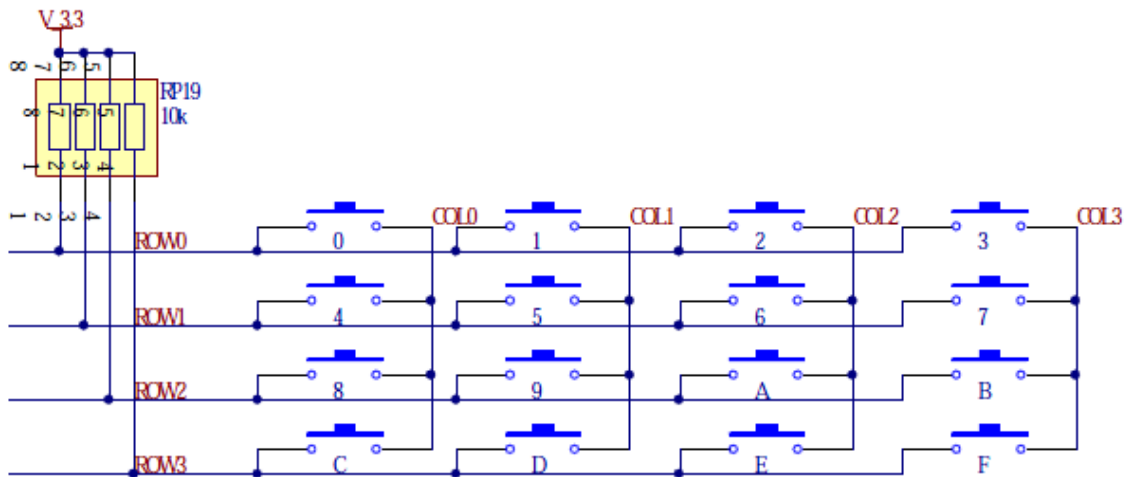 V_3.3
8 7 6 5
RP19
10k
8 7 6 5
1 2 3 4
1 2 3 4
COL0 COL1 COL2 COL3
ROW0 0 1 2 3
ROW1 4 5 6 7
ROW2 8 9 A B
ROW3 C D E F